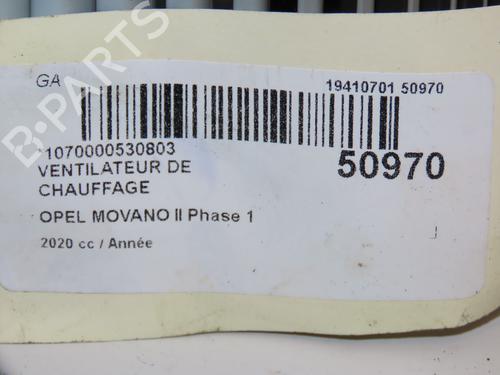 GA
19410701 50970
1070000530803
50970
VENTILATEUR DE
CHAUFFAGE
OPEL MOVANO II Phase 1
2020 cc / Année
B-PARTS